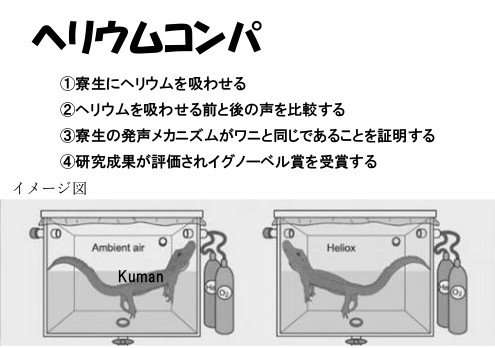 ヘリウムコンパ
①寮生にヘリウムを吸わせる
②ヘリウムを吸わせる前と後の声を比較する
③寮生の発声メカニズムがワニと同じであることを証明する
④研究成果が評価されイグノーベル賞を受賞する
イメージ図
Ambient air
Heliox
Kuman
O₂
O₂